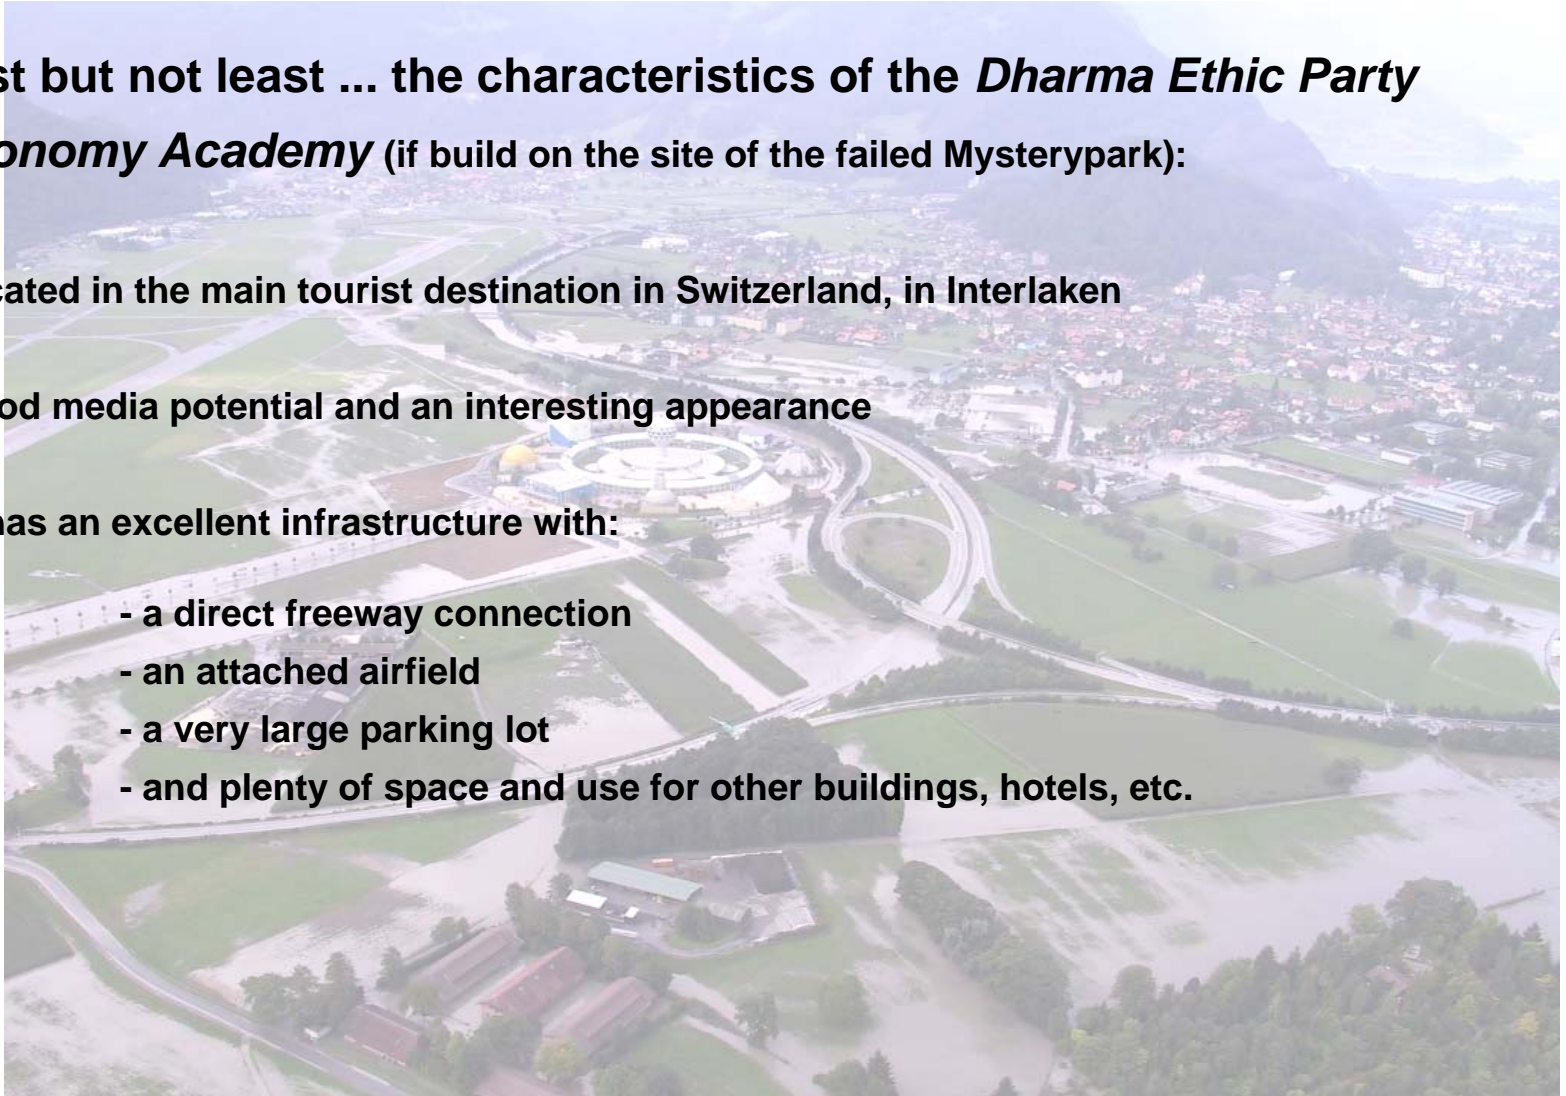 st but not least ... the characteristics of the Dharma Ethic Party
onomy Academy (if build on the site of the failed Mysterypark):
cated in the main tourist destination in Switzerland, in Interlaken
od media potential and an interesting appearance
has an excellent infrastructure with:
- a direct freeway connection
- an attached airfield
- a very large parking lot
- and plenty of space and use for other buildings, hotels, etc.